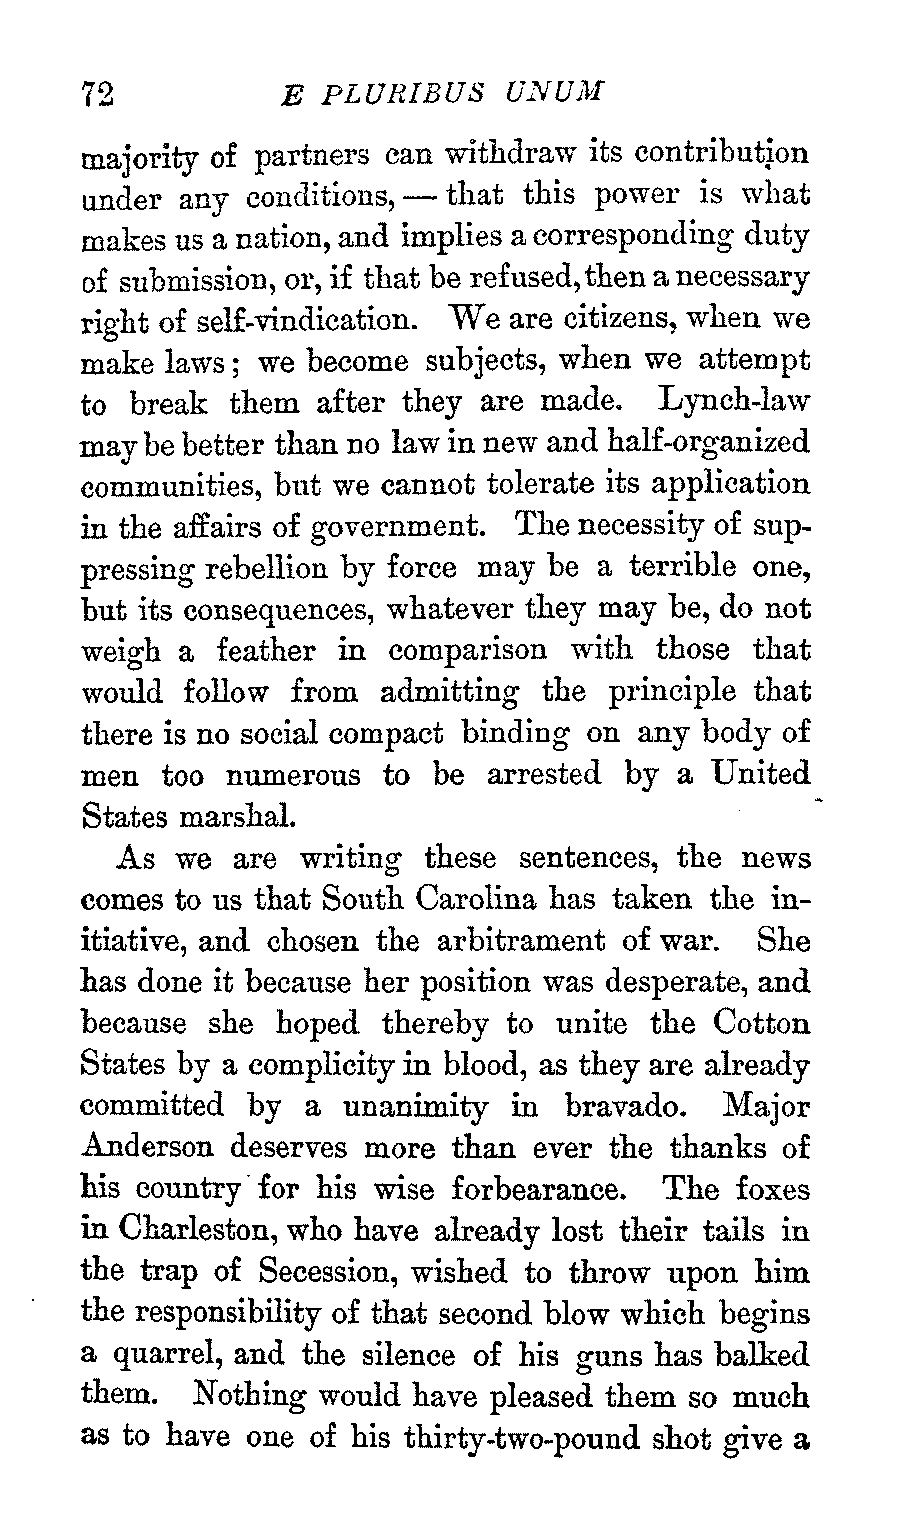 72 E PLURIBUS UNUM
majority of partners can withdraw its contribution
under any conditions, — that this power is what
makes us a nation, and implies a corresponding duty
of submission, or, if that be refused, then a necessary
right of self-vindication. We are citizens, when we
make laws; we become subjects, when we attempt
to break them after they are made. Lynch-law
may be better than no law in new and half-organized
communities, but we cannot tolerate its application
in the affairs of government. The necessity of sup-
pressing rebellion by force may be a terrible one,
but its consequences, whatever they may be, do not
weigh a feather in comparison with those that
would follow from admitting the principle that
there is no social compact binding on any body of
men too numerous to be arrested by a United
States marshal.
As we are writing these sentences, the news
comes to us that South Carolina has taken the in-
itiative, and chosen the arbitrament of war. She
has done it because her position was desperate, and
because she hoped thereby to unite the Cotton
States by a complicity in blood, as they are already
committed by a unanimity in bravado. Major
Anderson deserves more than ever the thanks of
his country for his wise forbearance. The foxes
in Charleston, who have already lost their tails in
the trap of Secession, wished to throw upon him
the responsibility of that second blow which begins
a quarrel, and the silence of his guns has balked
them. Nothing would have pleased them so much
as to have one of his thirty-two-pound shot give a